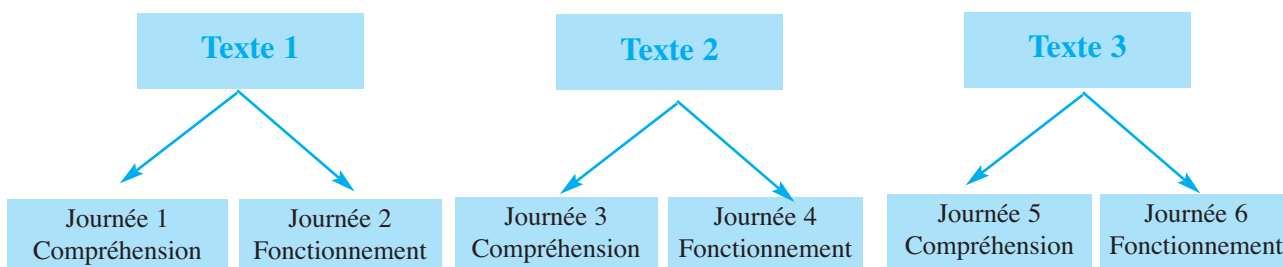 Texte 1
Texte 2
Texte 3
Journée 1
Compréhension
Journée 2
Fonctionnement
Journée 3
Compréhension
Journée 4
Fonctionnement
Journée 5
Compréhension
Journée 6
Fonctionnement